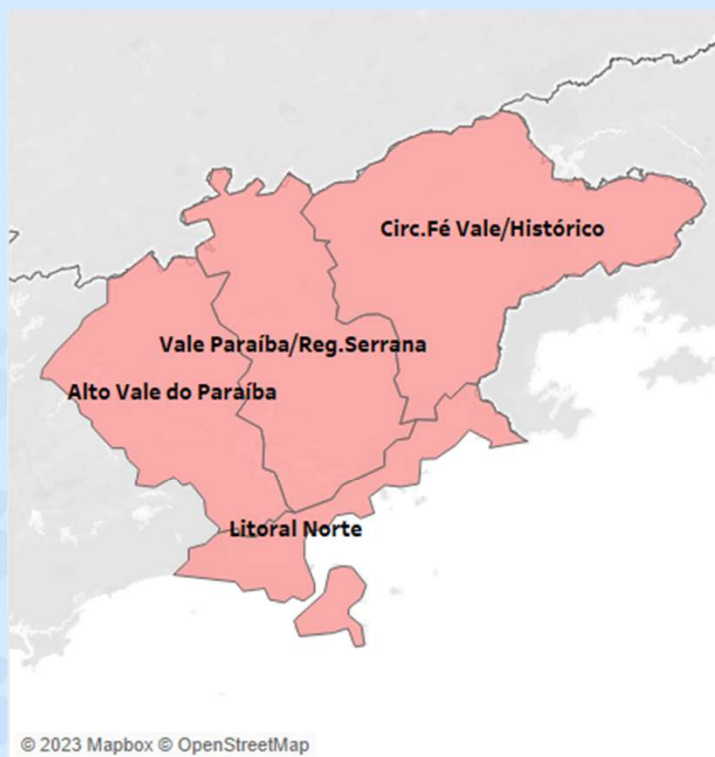 Circ.Fé Vale/Histórico
Vale Paraíba/Reg.Serrana
Alto Vale do Paraíba
Litoral Norte
© 2023 Mapbox © OpenStreetMap